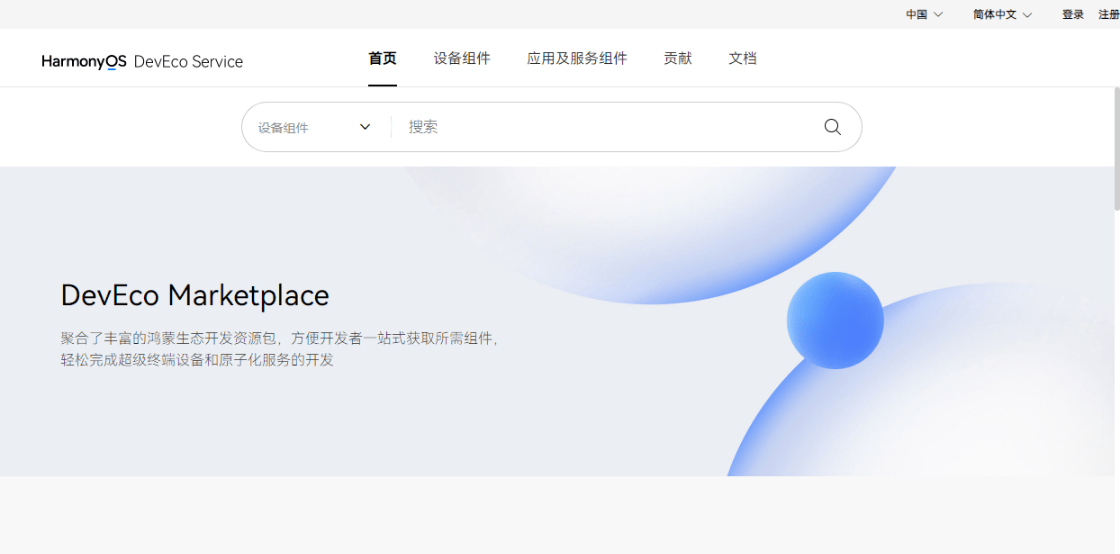 中国 简体中文 登录 注册
HarmonyOS DevEco Service 首页 设备组件 应用及服务组件 贡献 文档
设备组件 搜索
DevEco Marketplace
聚合了丰富的鸿蒙生态开发资源包，方便开发者一站式获取所需组件，
轻松完成超级终端设备和原子化服务的开发